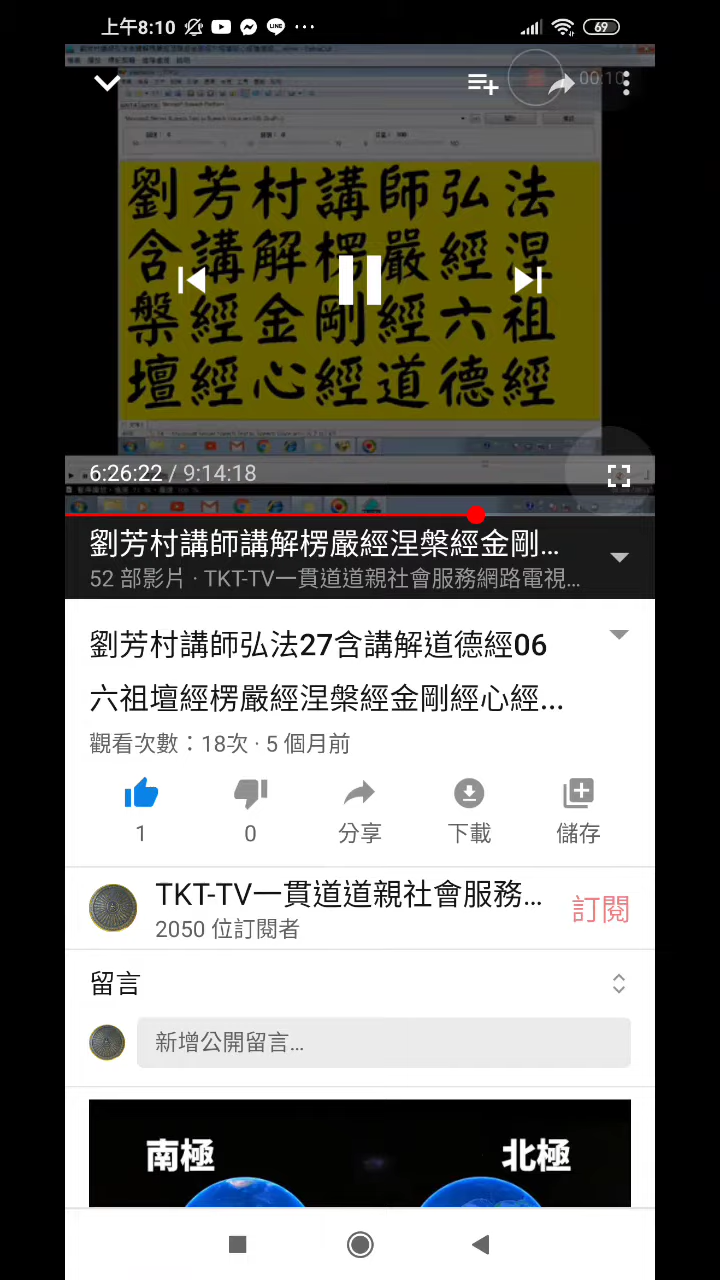 上午8:10
69
00:10
劉芳村講師弘法
含講解楞嚴經涅
槃經金剛經六祖
壇經心經道德經
6:26:22 / 9:14:18
劉芳村講師講解楞嚴經涅槃經金剛...
52 部影片 · TKT-TV一貫道道親社會服務網路電視...
劉芳村講師弘法27含講解道德經06
六祖壇經楞嚴經涅槃經金剛經心經...
觀看次數：18次 · 5 個月前
1
0
分享
下載
儲存
TKT-TV一貫道道親社會服務...
訂閱
2050 位訂閱者
留言
新增公開留言...
南極
北極